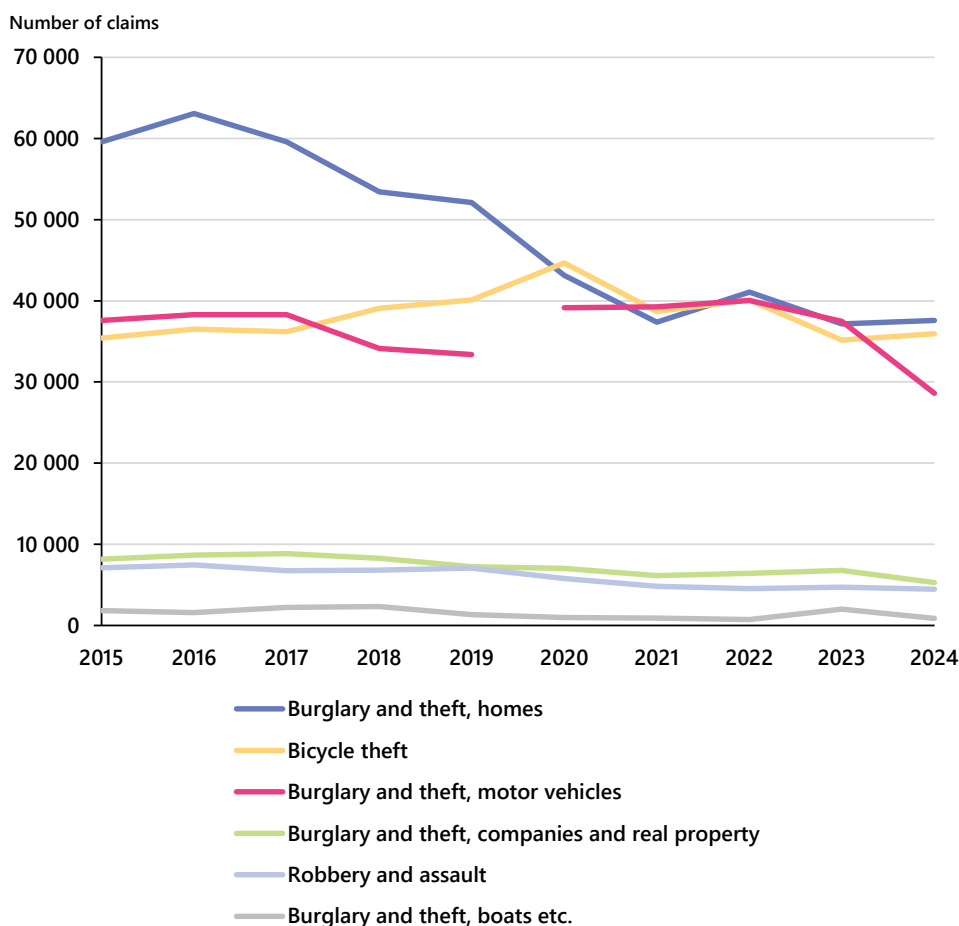 Number of claims
70 000
60 000
50 000
40 000
30 000
20 000
10 000
0
2015 2016 2017 2018 2019 2020 2021 2022 2023 2024
Burglary and theft, homes
Bicycle theft
Burglary and theft, motor vehicles
Burglary and theft, companies and real property
Robbery and assault
Burglary and theft, boats etc.